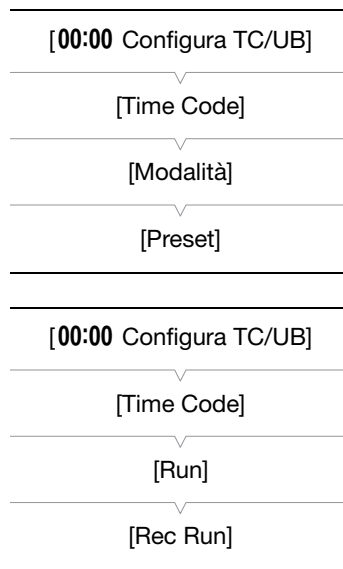 [00:00 Configura TC/UB]
[Time Code]
[Modalità]
[Preset]
[00:00 Configura TC/UB]
[Time Code]
[Run]
[Rec Run]